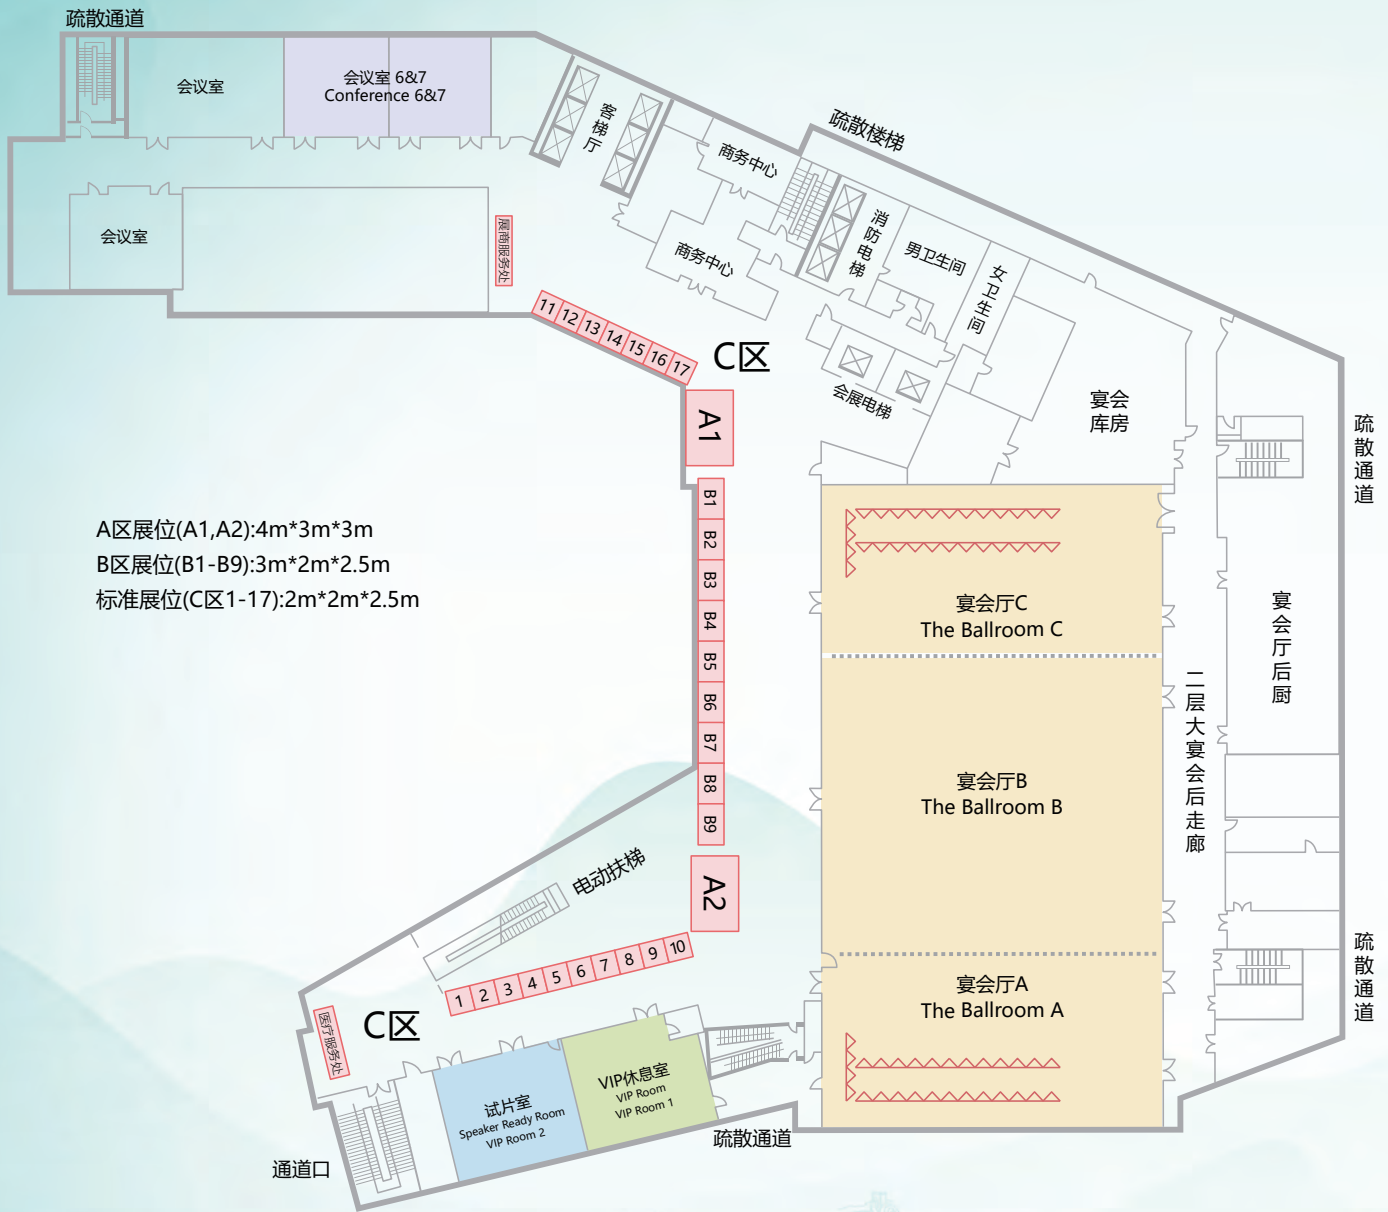 疏散通道
会议室
会议室 6&7
Conference 6&7
客梯厅
疏散楼梯
商务中心
商务中心
消防电梯
男卫生间
女卫生间
会议室
展商服务处
11
12
13
14
15
16
17
C区
会展电梯
宴会
库房
疏散通道
A1
A区展位(A1,A2):4m*3m*3m
B区展位(B1-B9):3m*2m*2.5m
标准展位(C区1-17):2m*2m*2.5m
B1
B2
B3
B4
B5
B6
B7
B8
B9
宴会厅C
The Ballroom C
宴会厅B
The Ballroom B
二层大宴会后走廊
宴会厅后厨
电动扶梯
A2
1
2
3
4
5
6
7
8
9
10
宴会厅A
The Ballroom A
疏散通道
医疗服务处
C区
试片室
Speaker Ready Room
VIP Room 2
VIP休息室
VIP Room
VIP Room 1
疏散通道
通道口